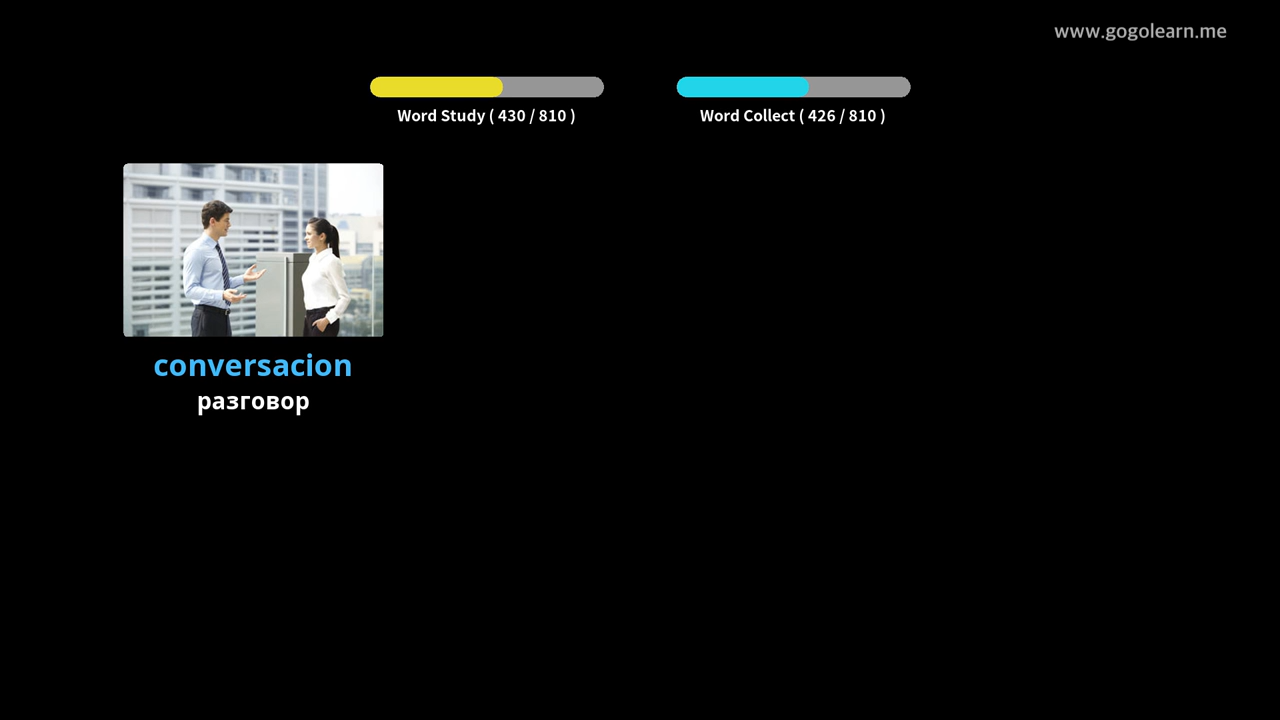 www.gogolearn.me
Word Study ( 430 / 810 )
Word Collect ( 426 / 810 )
conversacion
разговор